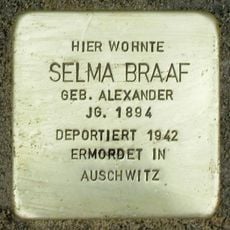 HIER WOHNTE
SELMA BRAAF
GEB. ALEXANDER
JG. 1894
DEPORTIERT 1942
ERMORDET IN
AUSCHWITZ